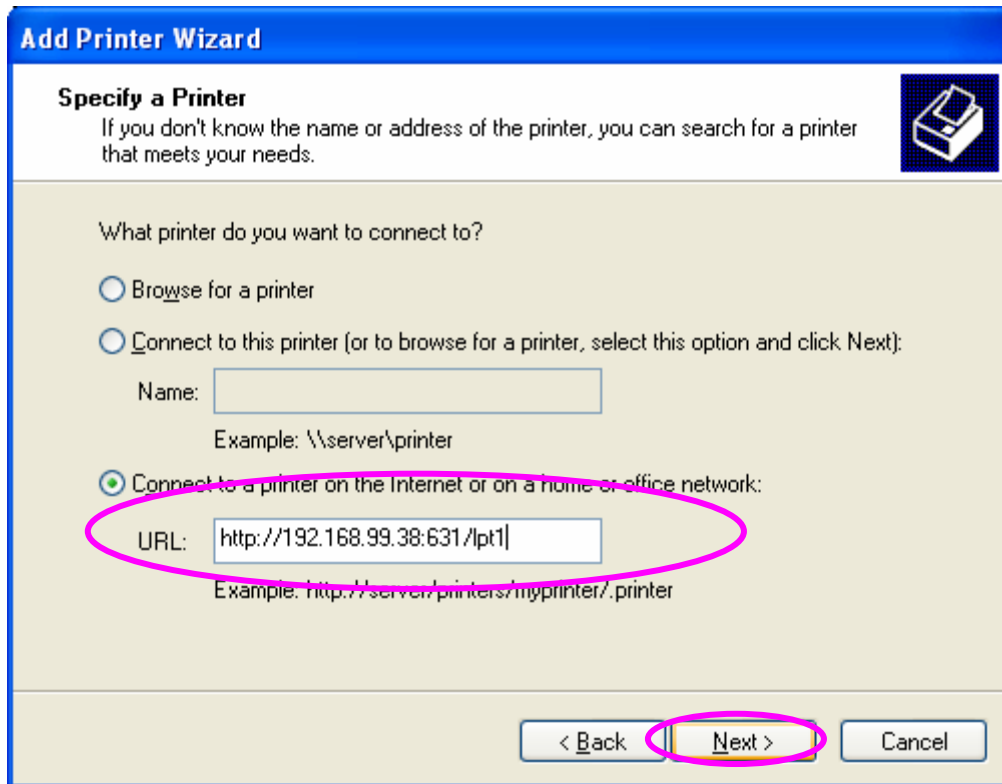 Add Printer Wizard
Specify a Printer
If you don't know the name or address of the printer, you can search for a printer
that meets your needs.
What printer do you want to connect to?
Browse for a printer
Connect to this printer (or to browse for a printer, select this option and click Next):
Name:
Example: \\server\printer
Connect to a printer on the Internet or on a home or office network:
URL: http://192.168.99.38:631/lpt1
Example: http://server/printers/myprinter/.printer
< Back Next > Cancel